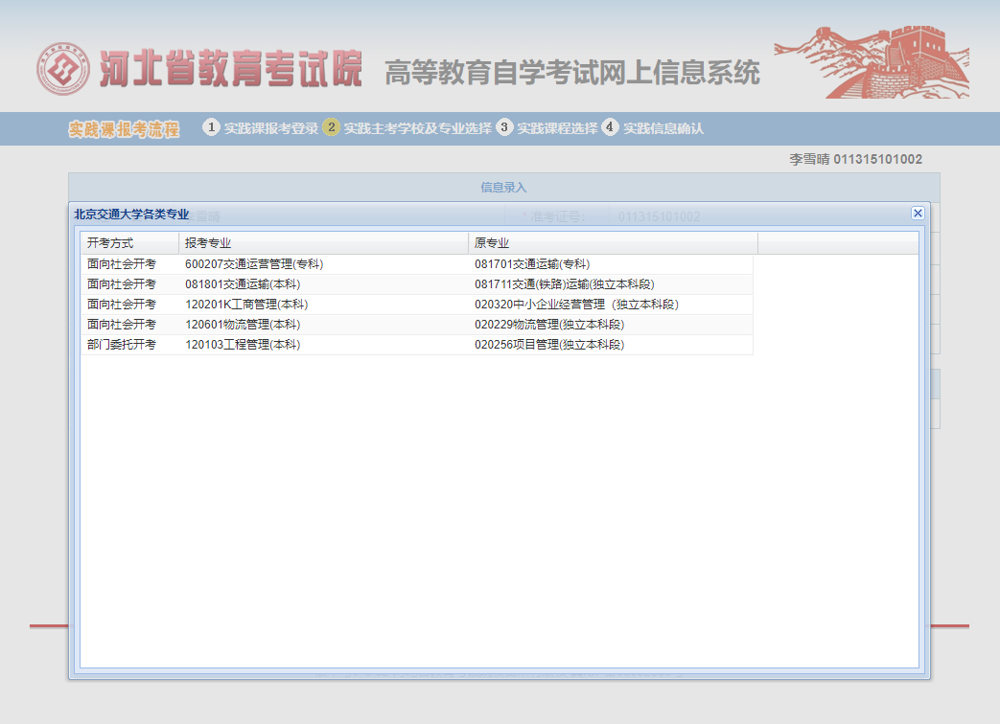 河北省教育考试院 高等教育自学考试网上信息系统
实践课报考流程 1 实践课报考登录 2 实践主考学校及专业选择 3 实践课程选择 4 实践信息确认
李雪晴 011315101002
信息录入
北京交通大学各类专业
李雪晴 *准考证号: 011315101002
开考方式 报考专业 原专业
面向社会开考 600207交通运营管理(专科) 081701交通运输(专科)
面向社会开考 081801交通运输(本科) 081711交通(铁路)运输(独立本科段)
面向社会开考 120201K工商管理(本科) 020320中小企业经营管理（独立本科段）
面向社会开考 120601物流管理(本科) 020229物流管理(独立本科段)
部门委托开考 120103工程管理(本科) 020256项目管理(独立本科段)